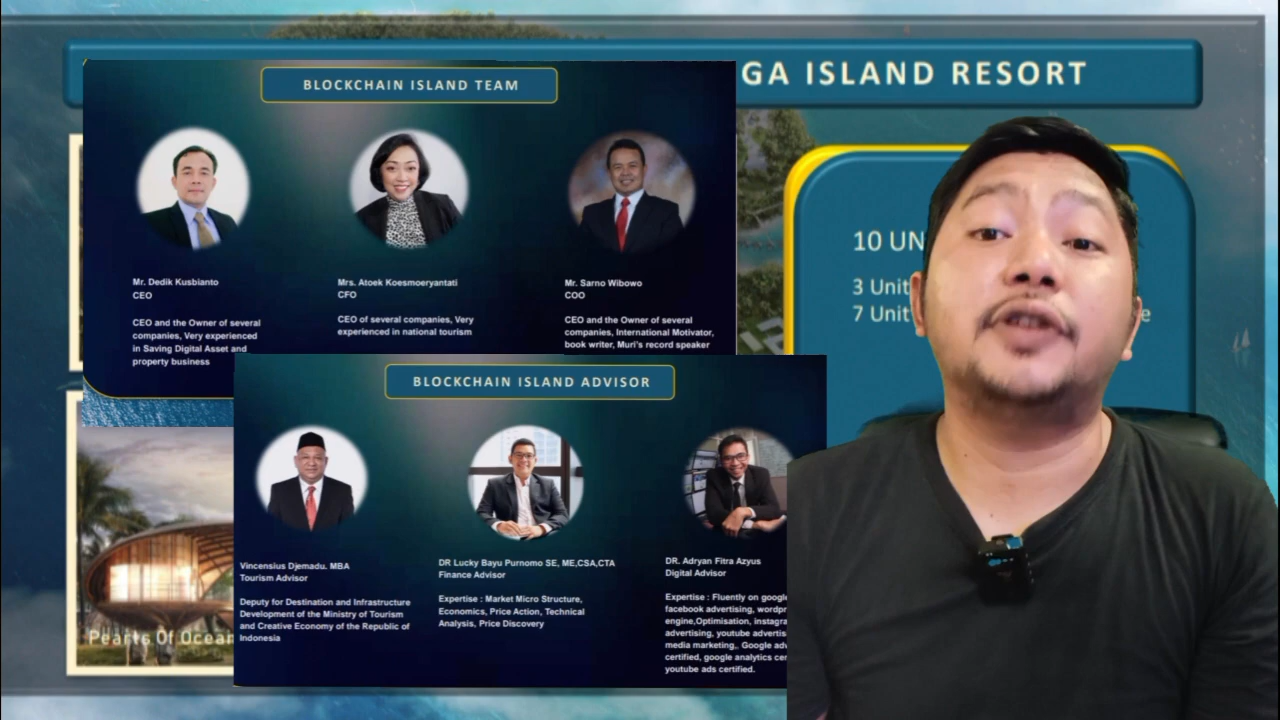 GA ISLAND RESORT
BLOCKCHAIN ISLAND TEAM
Mr. Dedik Kusbianto
CEO
CEO and the Owner of several
companies, Very experienced
in Saving Digital Asset and
property business
Mrs. Atoek Koesmoeryantati
CFO
CEO of several companies, Very
experienced in national tourism
Mr. Sarno Wibowo
COO
CEO and the Owner of several
companies, International Motivator,
book writer, Muri's record speaker
10 UN
3 Unit
7 Unit
e
BLOCKCHAIN ISLAND ADVISOR
Vincensius Djemadu. MBA
Tourism Advisor
Deputy for Destination and Infrastructure
Development of the Ministry of Tourism
and Creative Economy of the Republic of
Indonesia
DR Lucky Bayu Purnomo SE, ME,CSA,CTA
Finance Advisor
Expertise : Market Micro Structure,
Economics, Price Action, Technical
Analysis, Price Discovery
DR. Adryan Fitra Azyus
Digital Advisor
Expertise : Fluently on google
facebook advertising, wordpr
engine,Optimisation, instagra
advertising, youtube advertis
media marketing,, Google adv
certified, google analytics cer
youtube ads certified.
Pearls Of Ocean